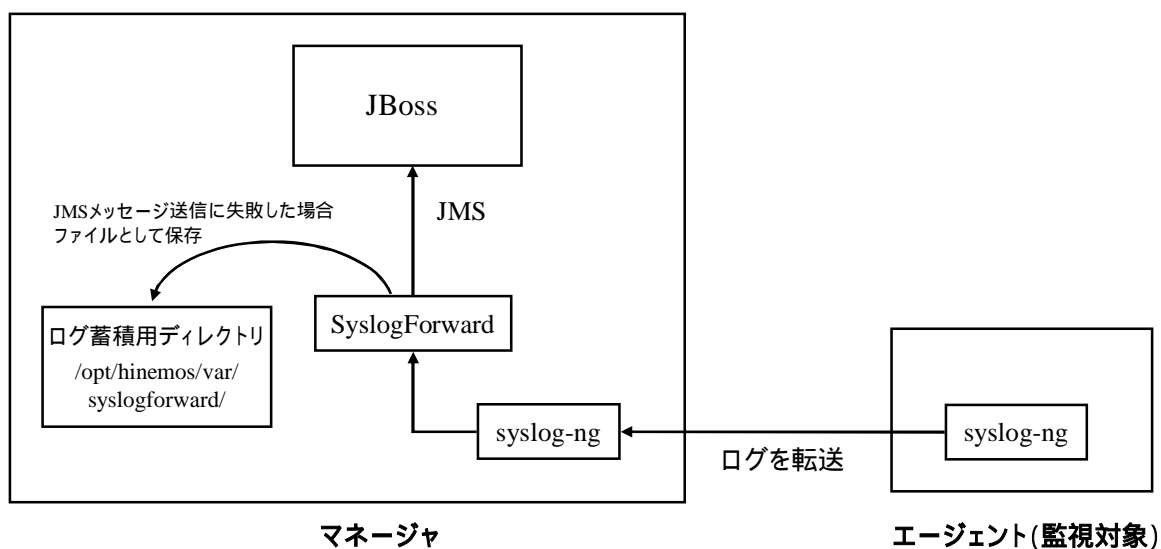 JBoss
JMSメッセージ送信に失敗した場合
ファイルとして保存
JMS
ログ蓄積用ディレクトリ
/opt/hinemos/var/
syslogforward/
SyslogForward
syslog-ng
ログを転送
syslog-ng
マネージャ
エージェント(監視対象)